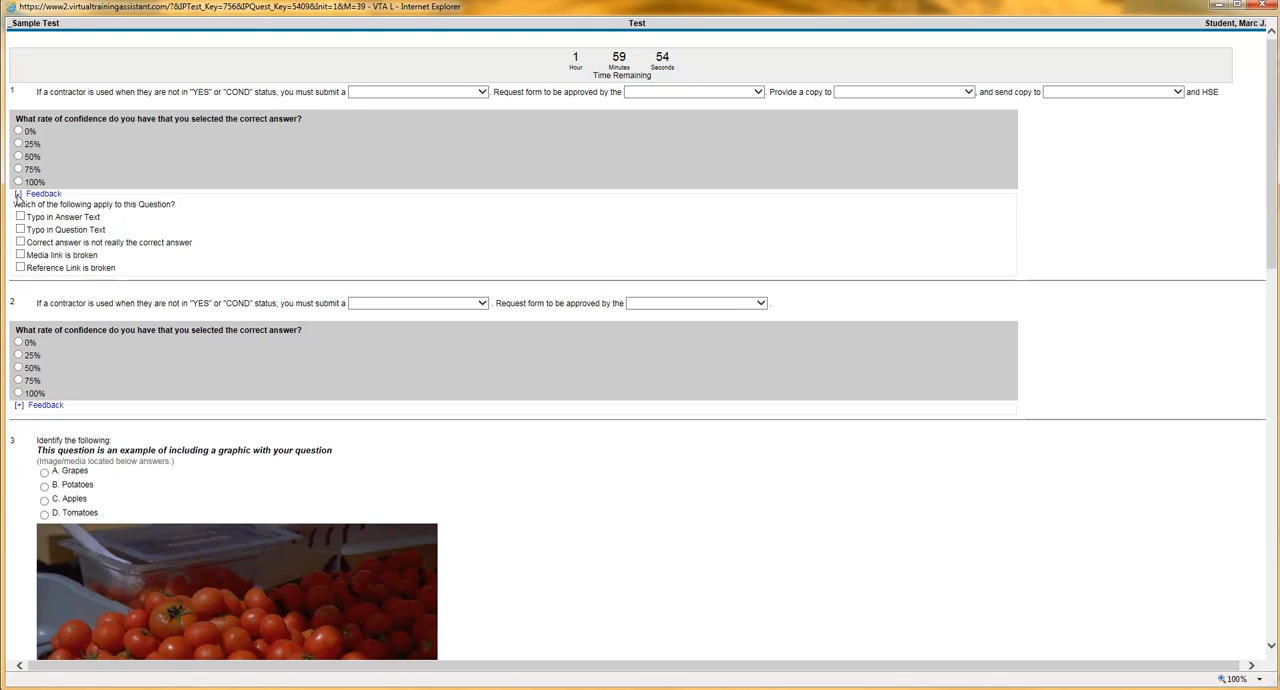 https://www2.virtualtrainingassistant.com/?&IPTest_Key=756&IPQuest_Key=5409&Init=1&M=39 - VTA L - Internet Explorer
Sample Test Test Student, Marc J.
1 59 54
Hour Minutes Seconds
Time Remaining
1 If a contractor is used when they are not in "YES" or "COND" status, you must submit a . Request form to be approved by the . Provide a copy to , and send copy to and HSE
What rate of confidence do you have that you selected the correct answer?
0%
25%
50%
75%
100%
[-] Feedback
Which of the following apply to this Question?
Typo in Answer Text
Typo in Question Text
Correct answer is not really the correct answer
Media link is broken
Reference Link is broken
2 If a contractor is used when they are not in "YES" or "COND" status, you must submit a . Request form to be approved by the .
What rate of confidence do you have that you selected the correct answer?
0%
25%
50%
75%
100%
[+] Feedback
3 Identify the following:
This question is an example of including a graphic with your question
(Image/media located below answers.)
A. Grapes
B. Potatoes
C. Apples
D. Tomatoes
100%